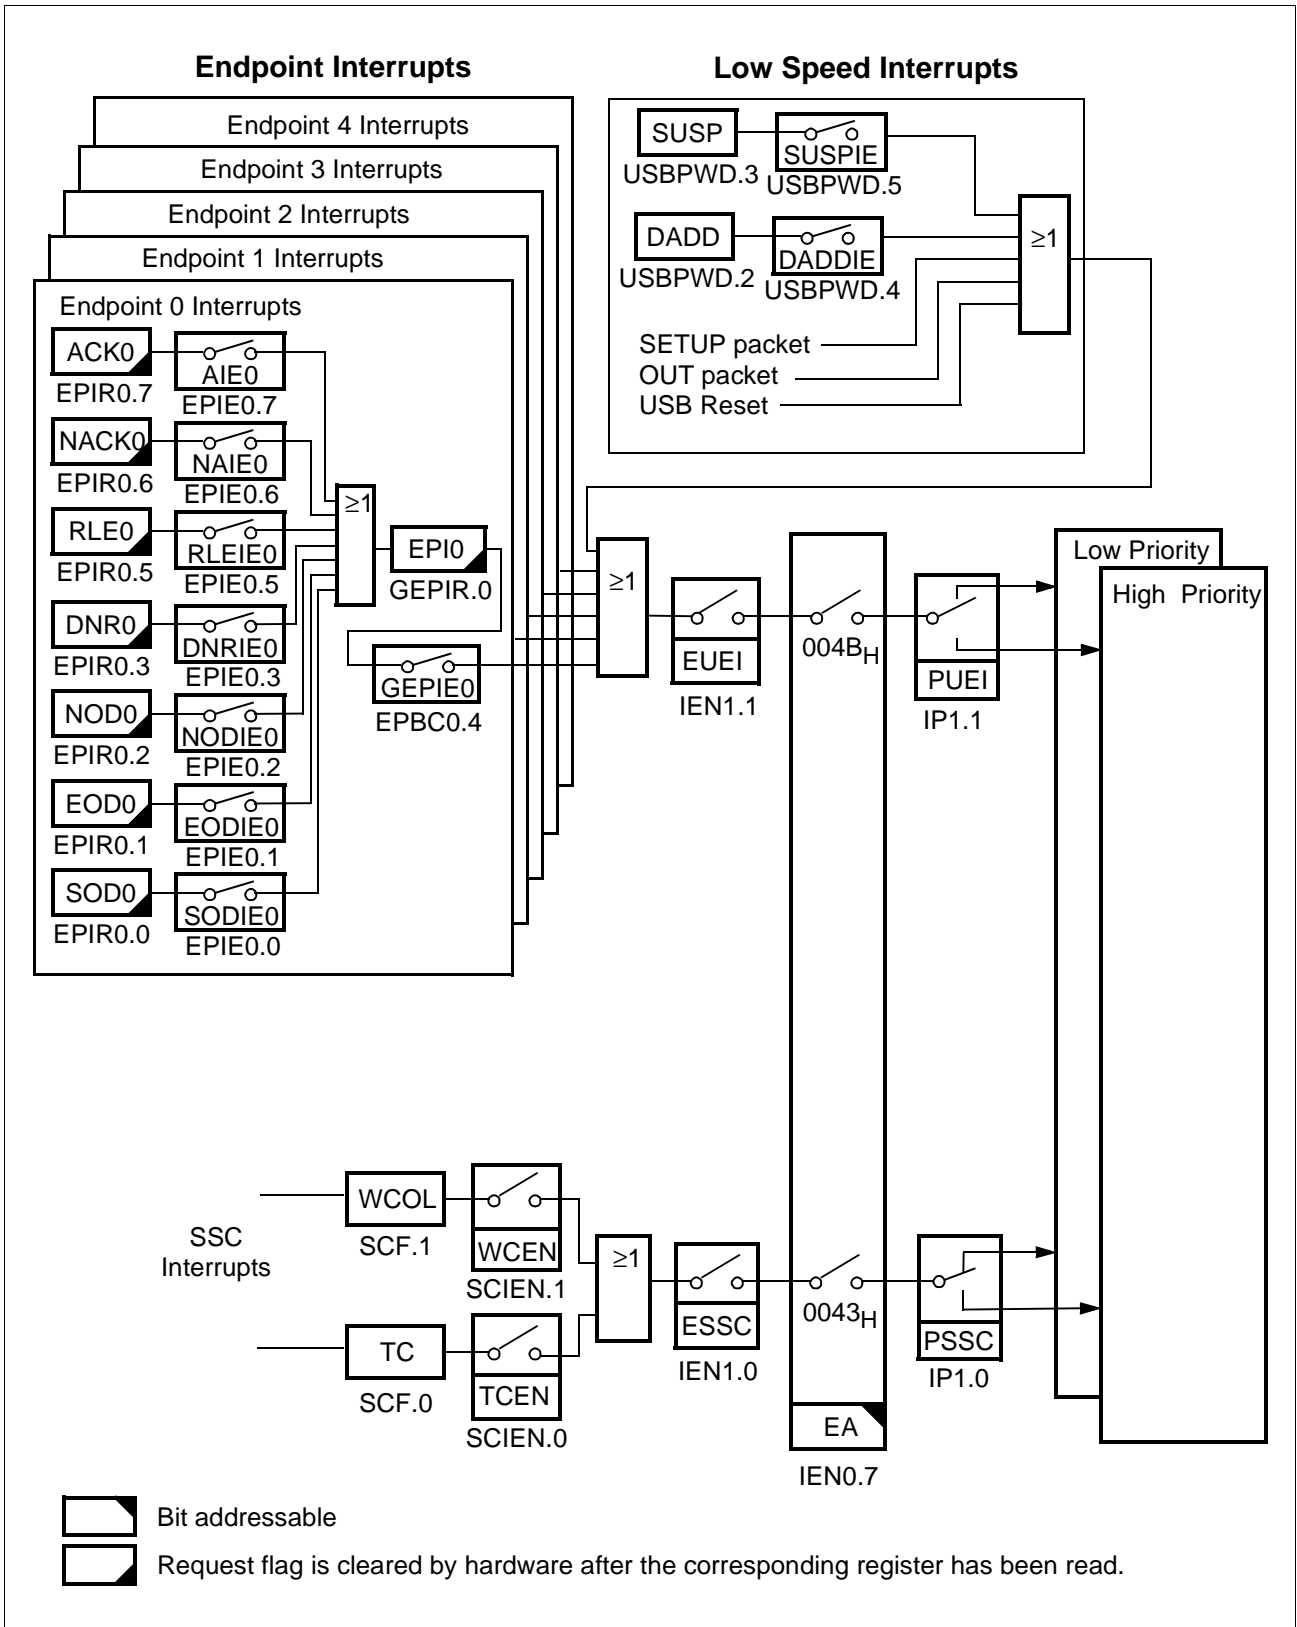 Endpoint Interrupts
Low Speed Interrupts
Endpoint 4 Interrupts
Endpoint 3 Interrupts
Endpoint 2 Interrupts
Endpoint 1 Interrupts
Endpoint 0 Interrupts
ACK0
EPIR0.7
AIE0
EPIE0.7
NACK0
EPIR0.6
NAIE0
EPIE0.6
RLE0
EPIR0.5
RLEIE0
EPIE0.5
DNR0
EPIR0.3
DNRIE0
EPIE0.3
NOD0
EPIR0.2
NODIE0
EPIE0.2
EOD0
EPIR0.1
EODIE0
EPIE0.1
SOD0
EPIR0.0
SODIE0
EPIE0.0
≥1
EPI0
GEPIR.0
GEPIE0
EPBC0.4
SUSP
USBPWD.3
SUSPIE
USBPWD.5
DADD
USBPWD.2
DADDIE
USBPWD.4
≥1
SETUP packet
OUT packet
USB Reset
≥1
EUEI
IEN1.1
004BH
PUEI
IP1.1
Low Priority
High Priority
SSC
Interrupts
WCOL
SCF.1
WCEN
SCIEN.1
TC
SCF.0
TCEN
SCIEN.0
≥1
ESSC
IEN1.0
0043H
PSSC
IP1.0
EA
IEN0.7
Bit addressable
Request flag is cleared by hardware after the corresponding register has been read.